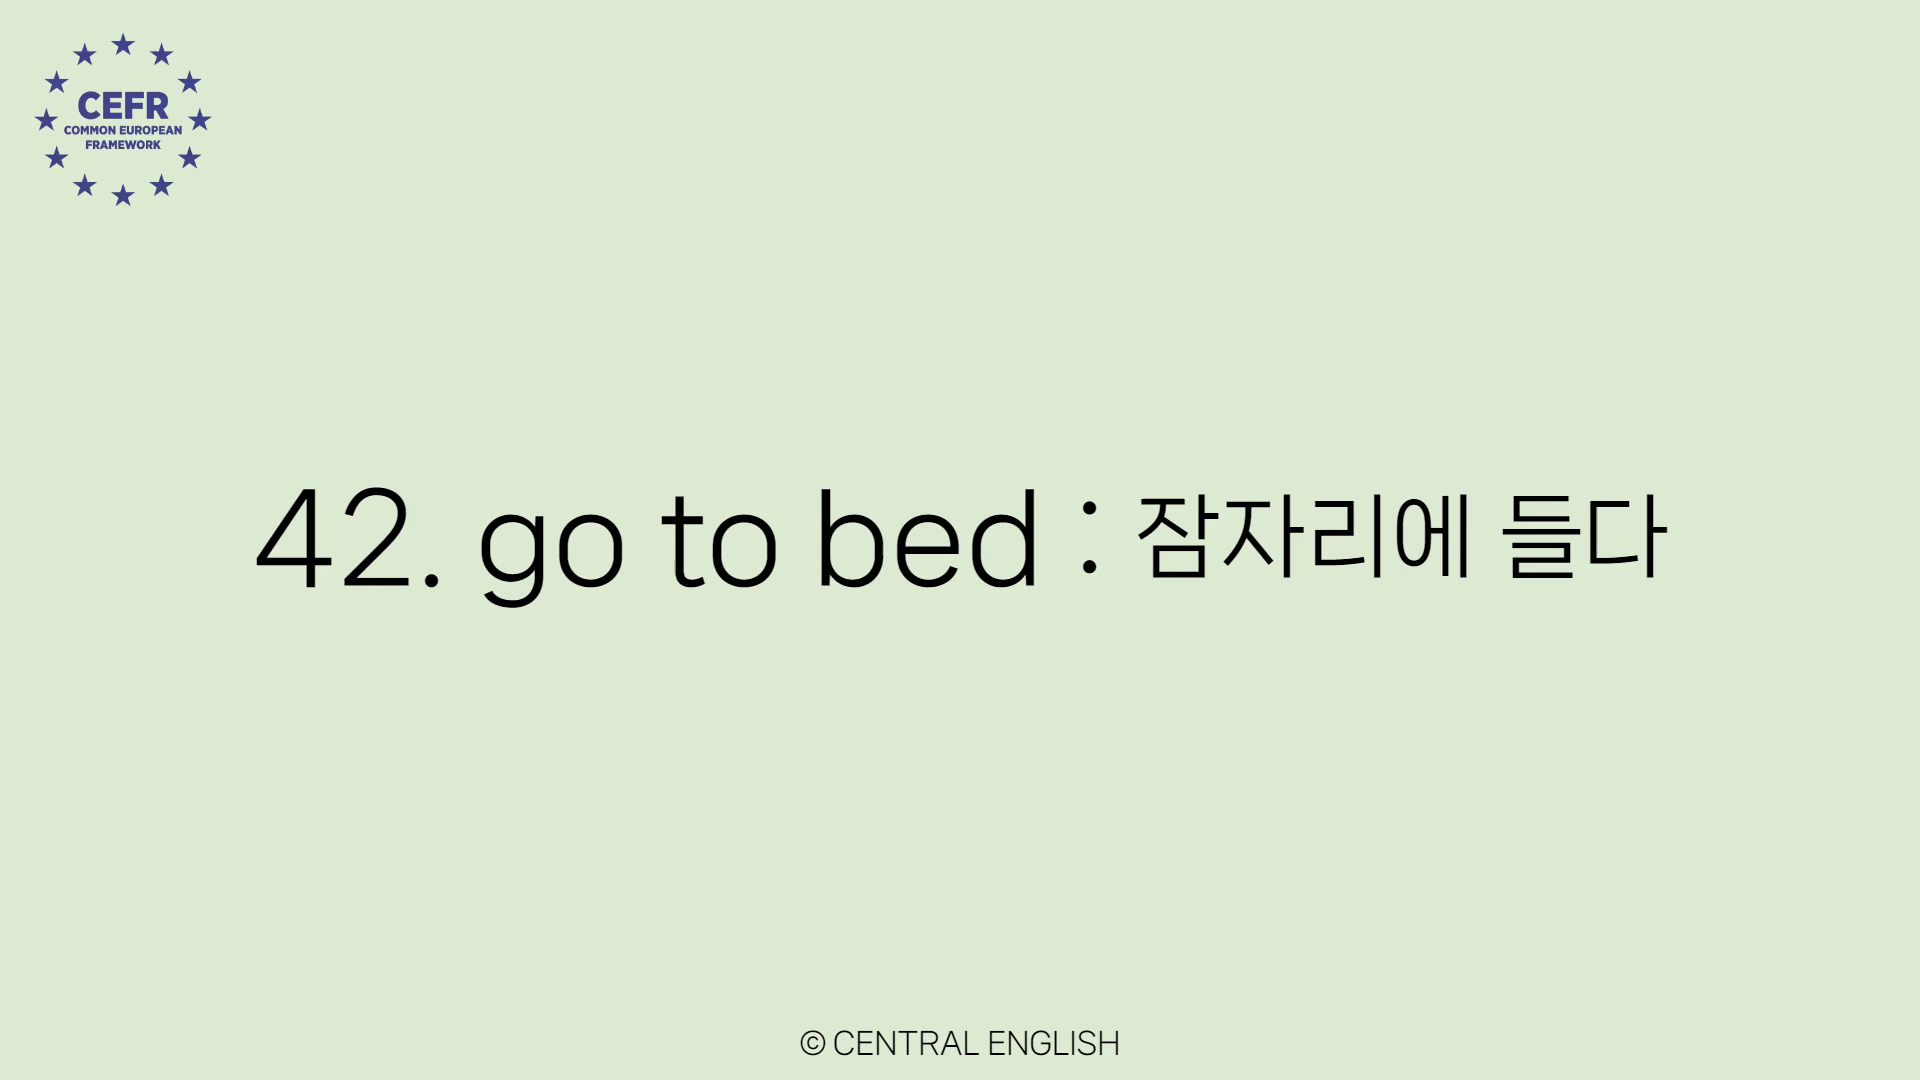 CEFR
COMMON EUROPEAN
FRAMEWORK
42. go to bed : 잠자리에 들다
© CENTRAL ENGLISH